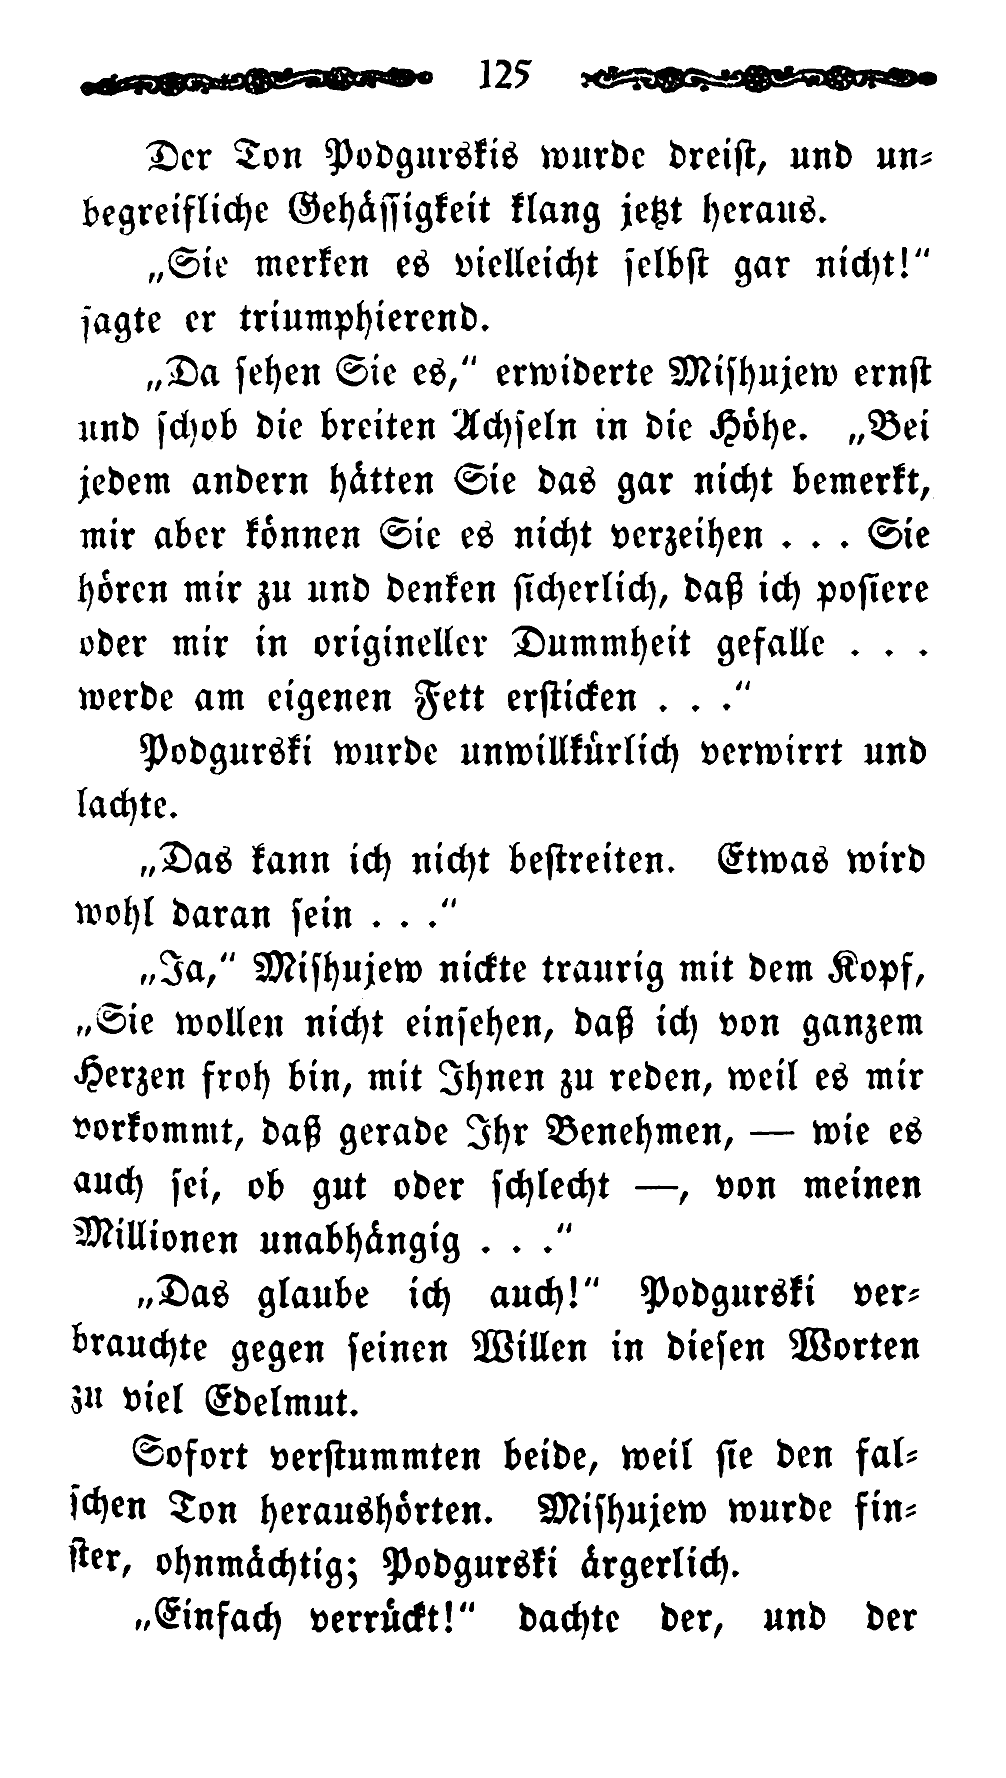 125
Der Ton Podgurskis wurde dreiſt, und un⸗
begreifliche Gehäſſigkeit klang jetzt heraus.
„Sie merken es vielleicht ſelbſt gar nicht!“
ſagte er triumphierend.
„Da ſehen Sie es,“ erwiderte Miſhujew ernſt
und ſchob die breiten Achſeln in die Höhe. „Bei
jedem andern hätten Sie das gar nicht bemerkt,
mir aber können Sie es nicht verzeihen . . . Sie
hören mir zu und denken ſicherlich, daß ich poſiere
oder mir in origineller Dummheit gefalle . . .
werde am eigenen Fett erſticken . . .“
Podgurski wurde unwillkürlich verwirrt und
lachte.
„Das kann ich nicht beſtreiten. Etwas wird
wohl daran ſein . . .“
„Ja,“ Miſhujew nickte traurig mit dem Kopf,
„Sie wollen nicht einſehen, daß ich von ganzem
Herzen froh bin, mit Ihnen zu reden, weil es mir
vorkommt, daß gerade Ihr Benehmen, — wie es
auch ſei, ob gut oder ſchlecht —, von meinen
Millionen unabhängig . . .“
„Das glaube ich auch!“ Podgurski ver⸗
brauchte gegen ſeinen Willen in dieſen Worten
zu viel Edelmut.
Sofort verſtummten beide, weil ſie den fal⸗
ſchen Ton heraushörten. Miſhujew wurde fin⸗
ſter, ohnmächtig; Podgurski ärgerlich.
„Einfach verrückt!“ dachte der, und der